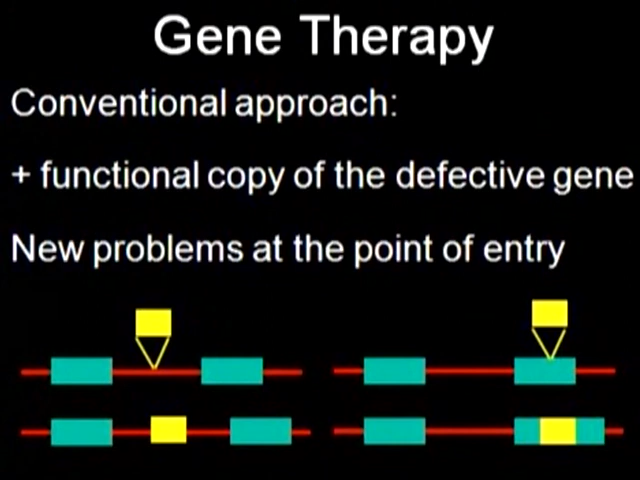 Gene Therapy
Conventional approach:
+ functional copy of the defective gene
New problems at the point of entry